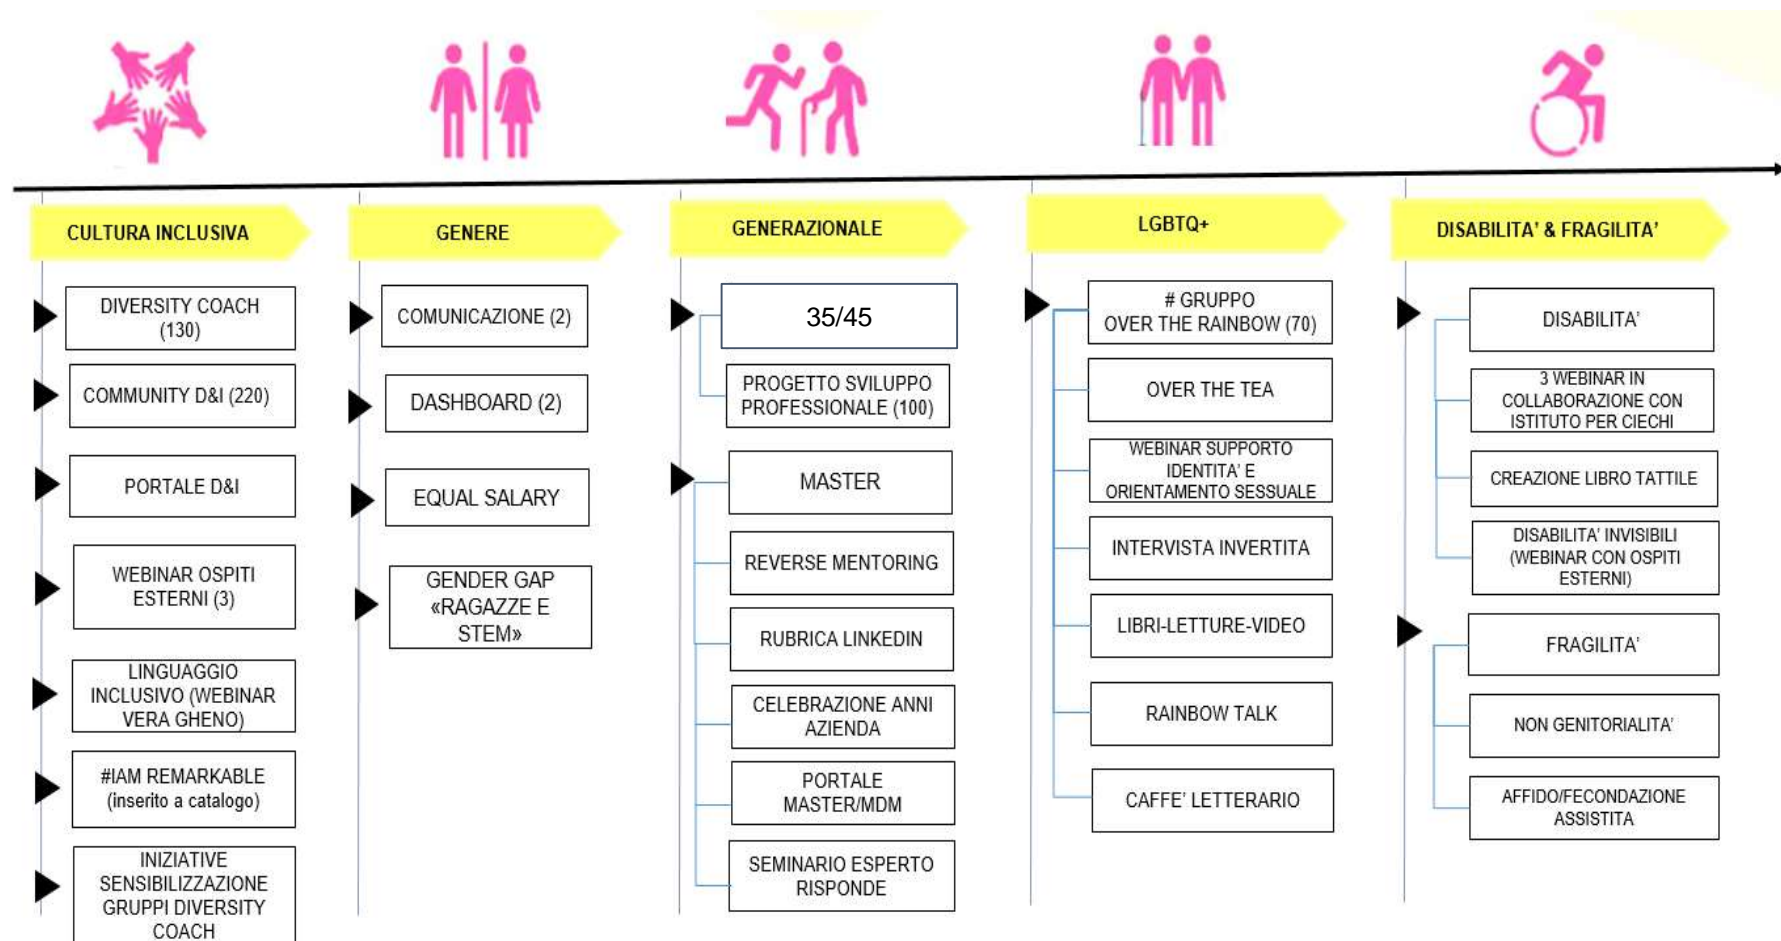 CULTURA INCLUSIVA
DIVERSITY COACH
(130)
COMMUNITY D&I (220)
PORTALE D&I
WEBINAR OSPITI
ESTERNI (3)
LINGUAGGIO
INCLUSIVO (WEBINAR
VERA GHENO)
#IAM REMARKABLE
(inserito a catalogo)
INIZIATIVE
SENSIBILIZZAZIONE
GRUPPI DIVERSITY
COACH
GENERE
COMUNICAZIONE (2)
DASHBOARD (2)
EQUAL SALARY
GENDER GAP
«RAGAZZE E
STEM»
GENERAZIONALE
35/45
PROGETTO SVILUPPO
PROFESSIONALE (100)
MASTER
REVERSE MENTORING
RUBRICA LINKEDIN
CELEBRAZIONE ANNI
AZIENDA
PORTALE
MASTER/MDM
SEMINARIO ESPERTO
RISPONDE
LGBTQ+
# GRUPPO
OVER THE RAINBOW (70)
OVER THE TEA
WEBINAR SUPPORTO
IDENTITA' E
ORIENTAMENTO SESSUALE
INTERVISTA INVERTITA
LIBRI-LETTURE-VIDEO
RAINBOW TALK
CAFFE' LETTERARIO
DISABILITA' & FRAGILITA'
DISABILITA'
3 WEBINAR IN
COLLABORAZIONE CON
ISTITUTO PER CIECHI
CREAZIONE LIBRO TATTILE
DISABILITA' INVISIBILI
(WEBINAR CON OSPITI
ESTERNI)
FRAGILITA'
NON GENITORIALITA'
AFFIDO/FECONDAZIONE
ASSISTITA